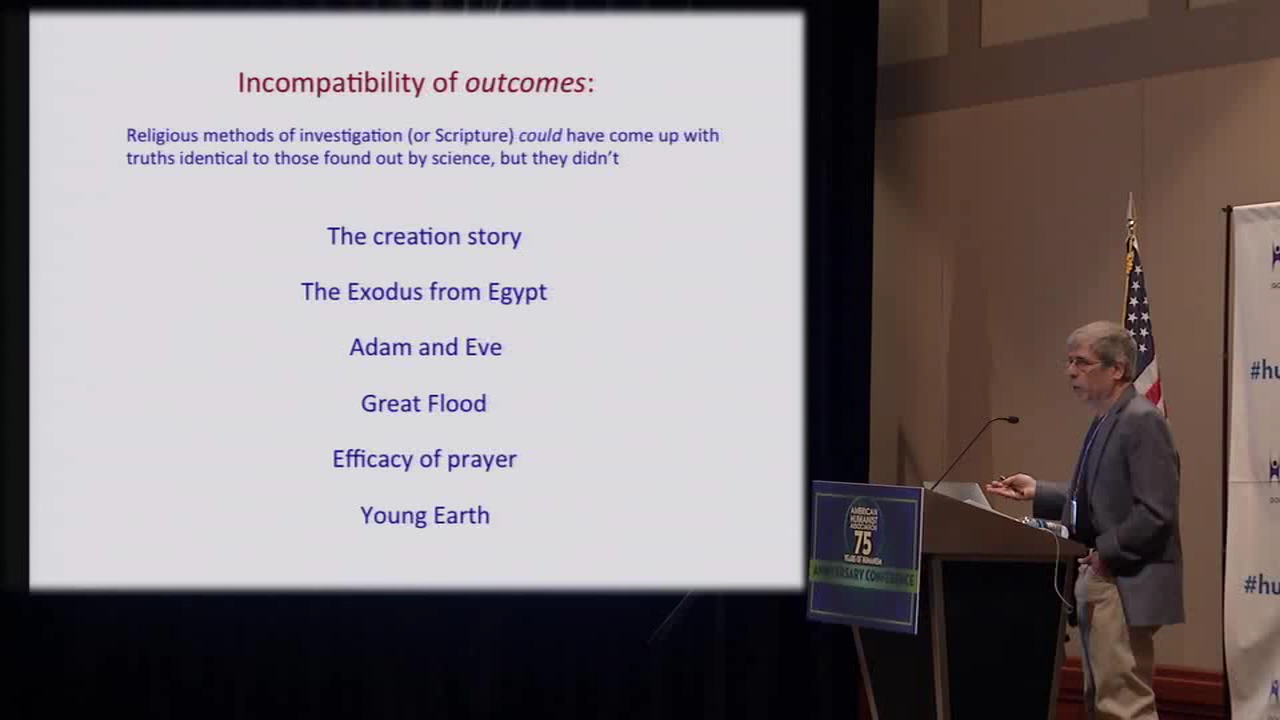 Incompatibility of outcomes:
Religious methods of investigation (or Scripture) could have come up with
truths identical to those found out by science, but they didn't
The creation story
The Exodus from Egypt
Adam and Eve
Great Flood
Efficacy of prayer
Young Earth
AMERICAN
HUMANIST
ASSOCIATION
75
YEARS OF HUMANISM
ANNIVERSARY CONFERENCE
#hu
#hu